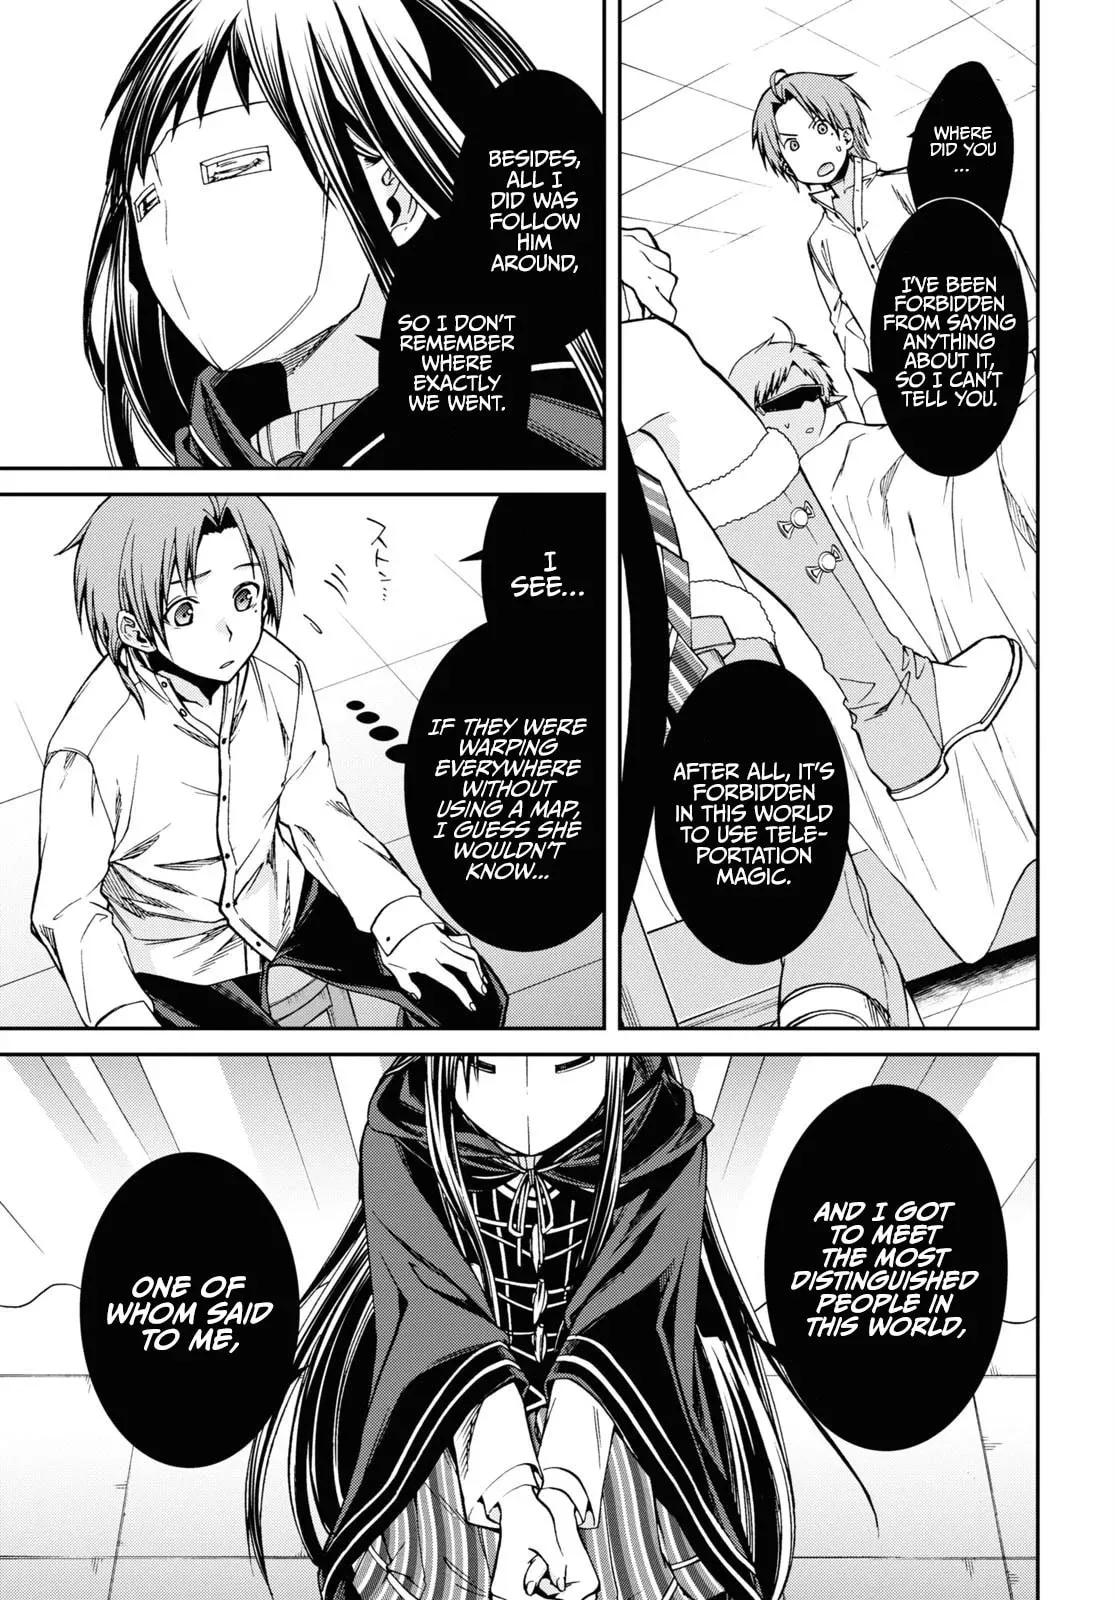 WHERE
DID YOU
...
I'VE BEEN
FORBIDDEN
FROM SAYING
ANYTHING
ABOUT IT,
SO I CAN'T
TELL YOU.
AFTER ALL, IT'S
FORBIDDEN
IN THIS WORLD
TO USE TELE-
PORTATION
MAGIC.
BESIDES,
ALL I
DID WAS
FOLLOW
HIM
AROUND,
SO I DON'T
REMEMBER
WHERE
EXACTLY
WE WENT.
I
SEE...
スト...
IF THEY WERE
WARPING
EVERYWHERE
WITHOUT
USING A MAP,
I GUESS SHE
WOULDN'T
KNOW...
AND I GOT
TO MEET
THE MOST
DISTINGUISHED
PEOPLE IN
THIS WORLD,
ONE OF
WHOM SAID
TO ME,